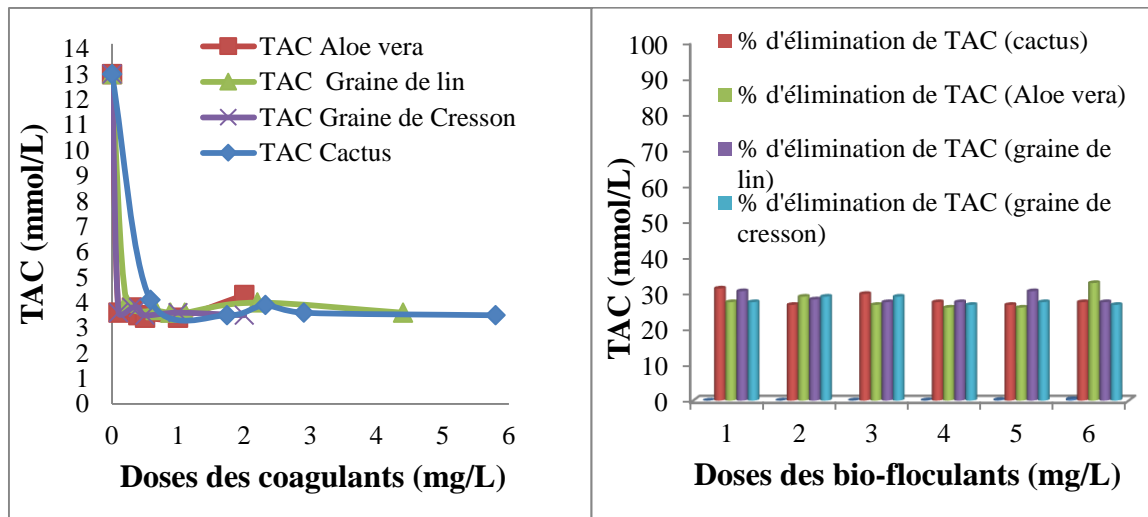 14
13
12
11
10
9
8
7
6
5
4
3
2
1
0
TAC (mmol/L)
TAC Aloe vera
TAC Graine de lin
TAC Graine de Cresson
TAC Cactus
0 1 2 3 4 5 6
Doses des coagulants (mg/L)
100
90
80
70
60
50
40
30
20
10
0
TAC (mmol/L)
% d'élimination de TAC (cactus)
% d'élimination de TAC (Aloe vera)
% d'élimination de TAC (graine de
lin)
% d'élimination de TAC (graine de
cresson)
1 2 3 4 5 6
Doses des bio-floculants (mg/L)